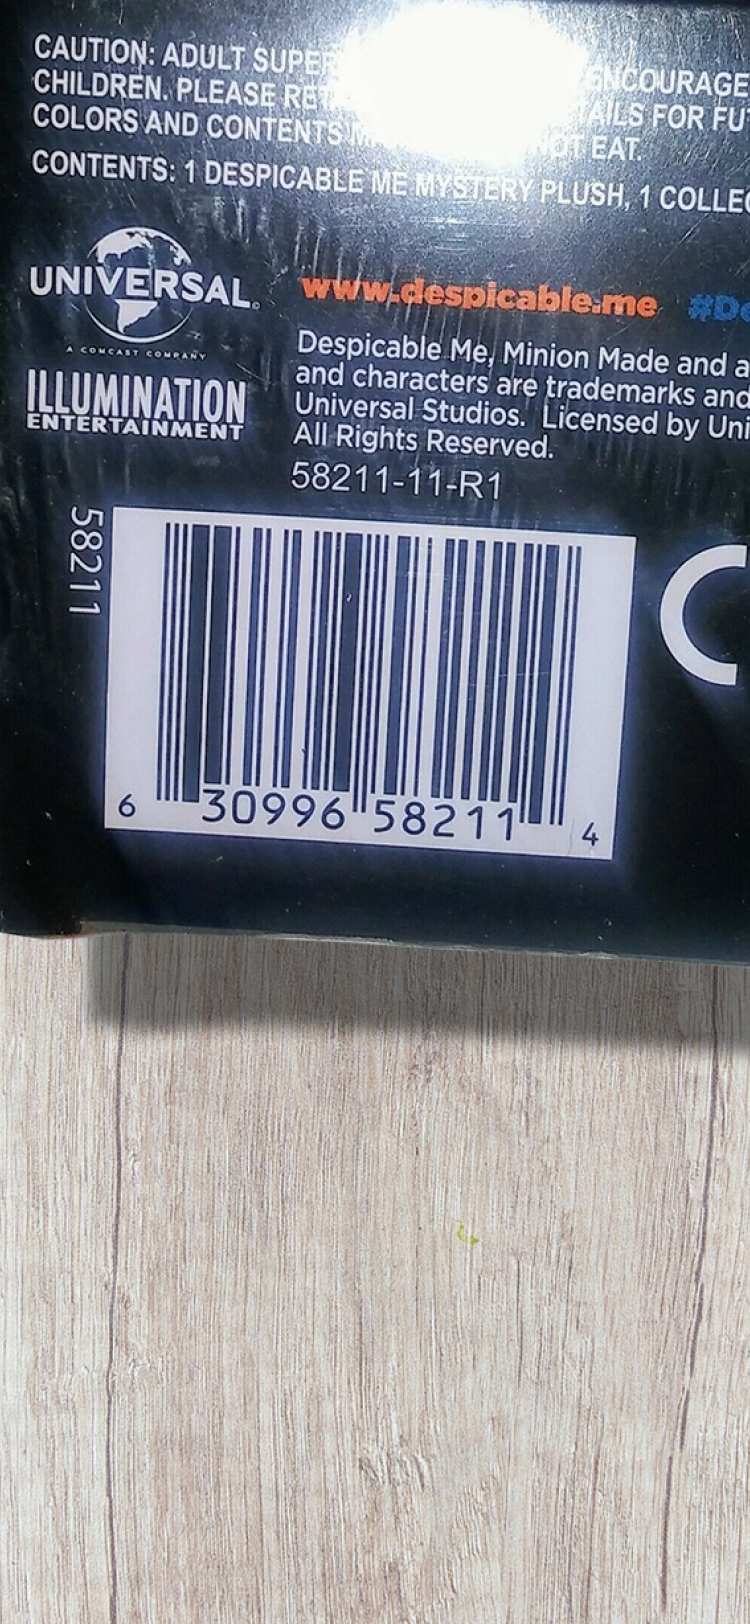 CAUTION: ADULT SUPER ENCOURAGE
CHILDREN. PLEASE RET AILS FOR FU
COLORS AND CONTENTS NOT EAT.
CONTENTS: 1 DESPICABLE ME MYSTERY PLUSH, 1 COLLEC
UNIVERSAL
A COMCAST COMPANY
ILLUMINATION
ENTERTAINMENT
www.despicable.me #De
Despicable Me, Minion Made and a
and characters are trademarks and
Universal Studios. Licensed by Uni
All Rights Reserved.
58211-11-R1
58211
6 30996 58211 4